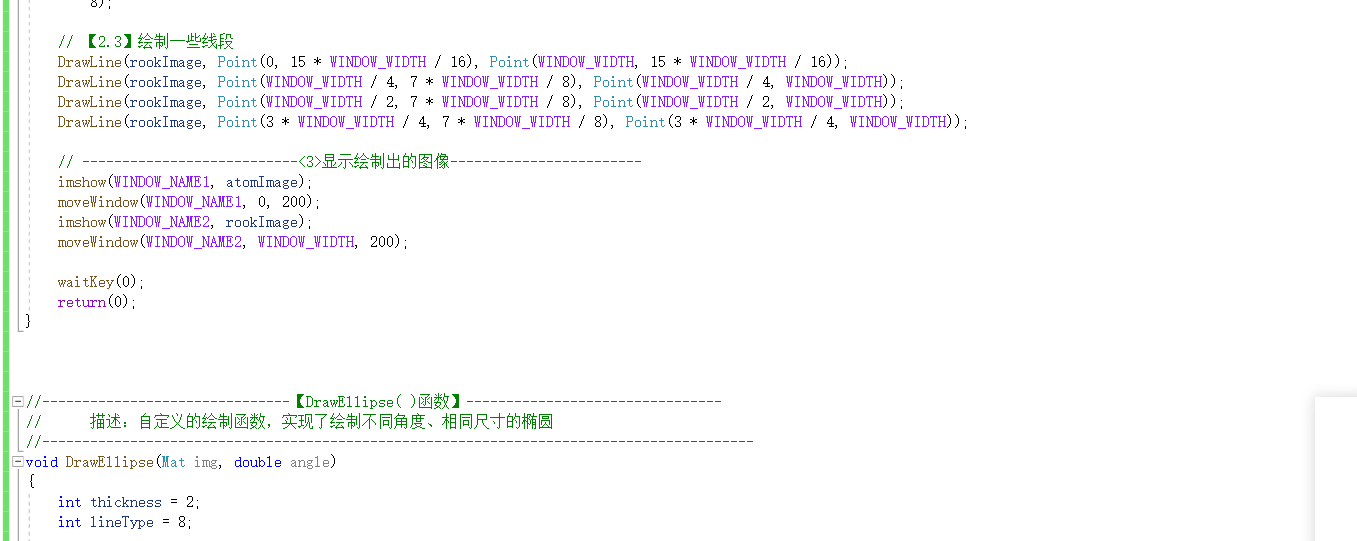 8);
// 【2.3】绘制一些线段
DrawLine(rookImage, Point(0, 15 * WINDOW_WIDTH / 16), Point(WINDOW_WIDTH, 15 * WINDOW_WIDTH / 16));
DrawLine(rookImage, Point(WINDOW_WIDTH / 4, 7 * WINDOW_WIDTH / 8), Point(WINDOW_WIDTH / 4, WINDOW_WIDTH));
DrawLine(rookImage, Point(WINDOW_WIDTH / 2, 7 * WINDOW_WIDTH / 8), Point(WINDOW_WIDTH / 2, WINDOW_WIDTH));
DrawLine(rookImage, Point(3 * WINDOW_WIDTH / 4, 7 * WINDOW_WIDTH / 8), Point(3 * WINDOW_WIDTH / 4, WINDOW_WIDTH));
// ---------------------------<3>显示绘制出的图像------------------------
imshow(WINDOW_NAME1, atomImage);
moveWindow(WINDOW_NAME1, 0, 200);
imshow(WINDOW_NAME2, rookImage);
moveWindow(WINDOW_NAME2, WINDOW_WIDTH, 200);
waitKey(0);
return(0);
}
//-------------------------------【DrawEllipse( )函数】--------------------------------
//      描述：自定义的绘制函数，实现了绘制不同角度、相同尺寸的椭圆
//-----------------------------------------------------------------------------------------
void DrawEllipse(Mat img, double angle)
{
int thickness = 2;
int lineType = 8;